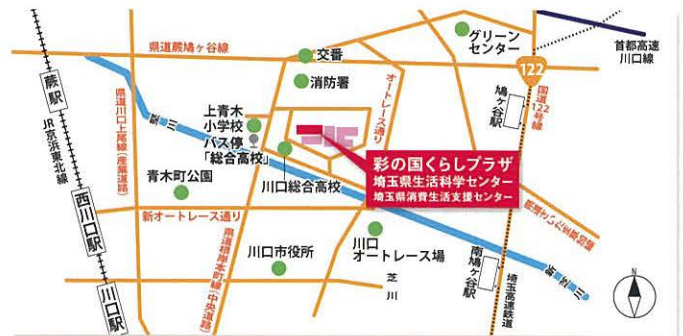 県道蕨鳩ヶ谷線
交番
グリーン
センター
首都高速
川口線
122
国道122号線
鳩ヶ谷駅
消防署
オートレース通り
蕨駅
JR京浜東北線
県道川口上尾線(産業道路)
竪川
上青木
小学校
バス停
「総合高校」
彩の国くらしプラザ
埼玉県生活科学センター
埼玉県消費生活支援センター
川口総合高校
青木町公園
西川口駅
新オートレース通り
県道根岸本町線(中央道路)
川口市役所
川口
オートレース場
芝川
南鳩ヶ谷駅
埼玉高速鉄道
新芝川
川口駅
N